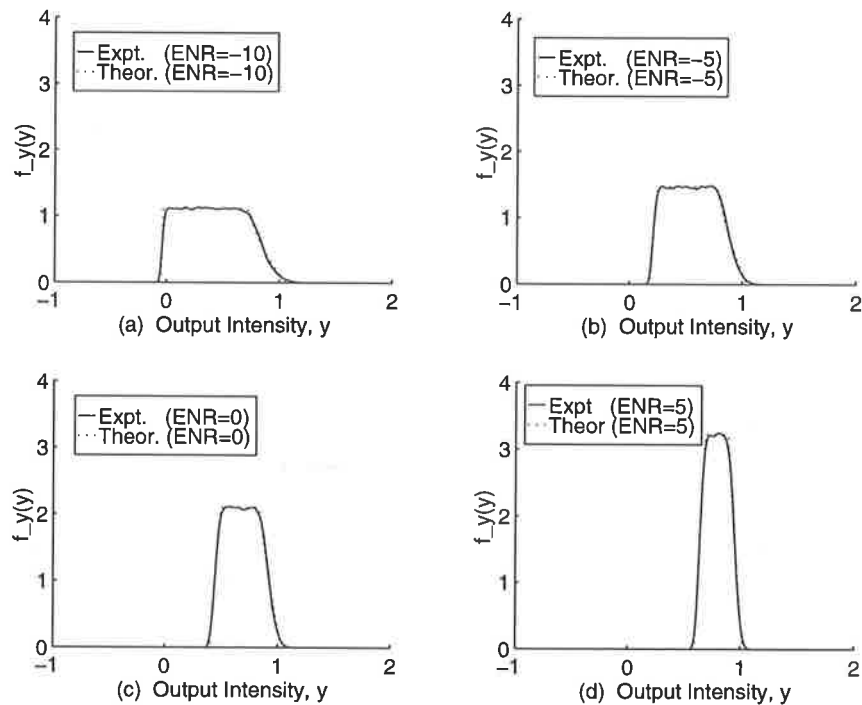 4
3
2
1
0
f_y(y)
Expt. (ENR=-10)
Theor. (ENR=-10)
-1
0
1
2
(a) Output Intensity, y
4
3
2
1
0
f_y(y)
Expt. (ENR=-5)
Theor. (ENR=-5)
-1
0
1
2
(b) Output Intensity, y
4
3
2
1
0
f_y(y)
Expt. (ENR=0)
Theor. (ENR=0)
-1
0
1
2
(c) Output Intensity, y
4
3
2
1
0
f_y(y)
Expt (ENR=5)
Theor (ENR=5)
-1
0
1
2
(d) Output Intensity, y